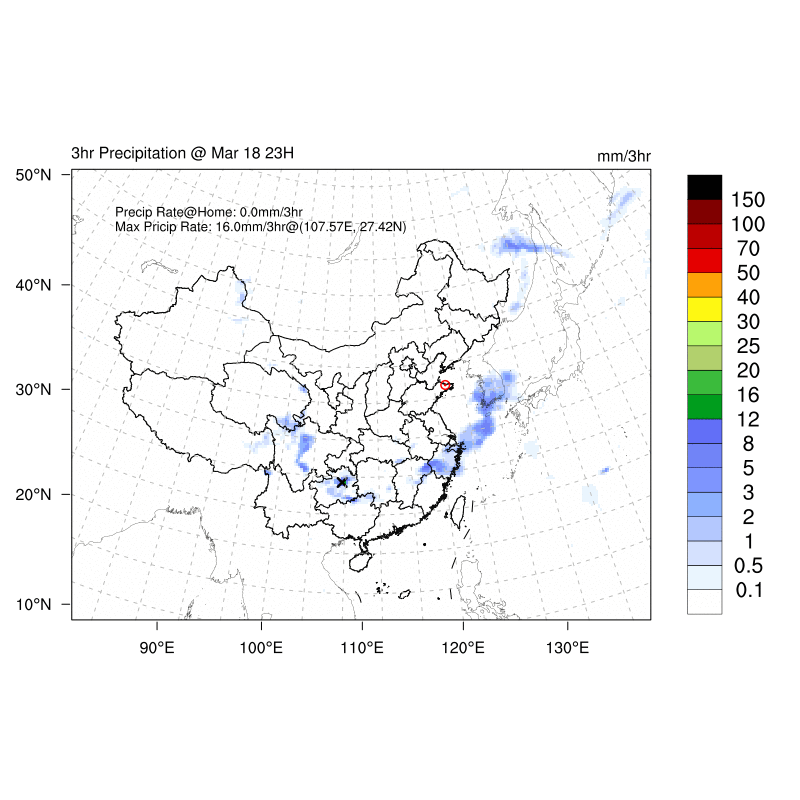 3hr Precipitation @ Mar 18 23H
mm/3hr
Precip Rate@Home: 0.0mm/3hr
Max Pricip Rate: 16.0mm/3hr@(107.57E, 27.42N)
50°N
40°N
30°N
20°N
10°N
90°E
100°E
110°E
120°E
130°E
150
100
70
50
40
30
25
20
16
12
8
5
3
2
1
0.5
0.1